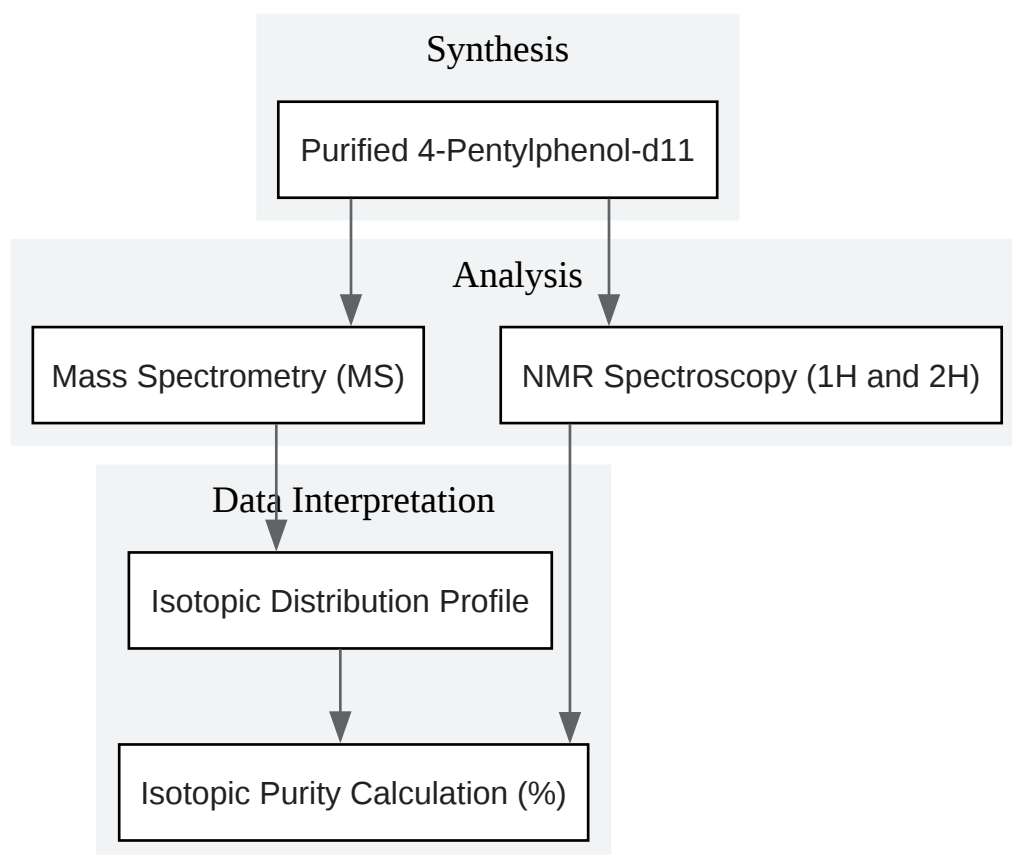 Synthesis
Purified 4-Pentylphenol-d11
Analysis
Mass Spectrometry (MS)
NMR Spectroscopy (1H and 2H)
Data Interpretation
Isotopic Distribution Profile
Isotopic Purity Calculation (%)